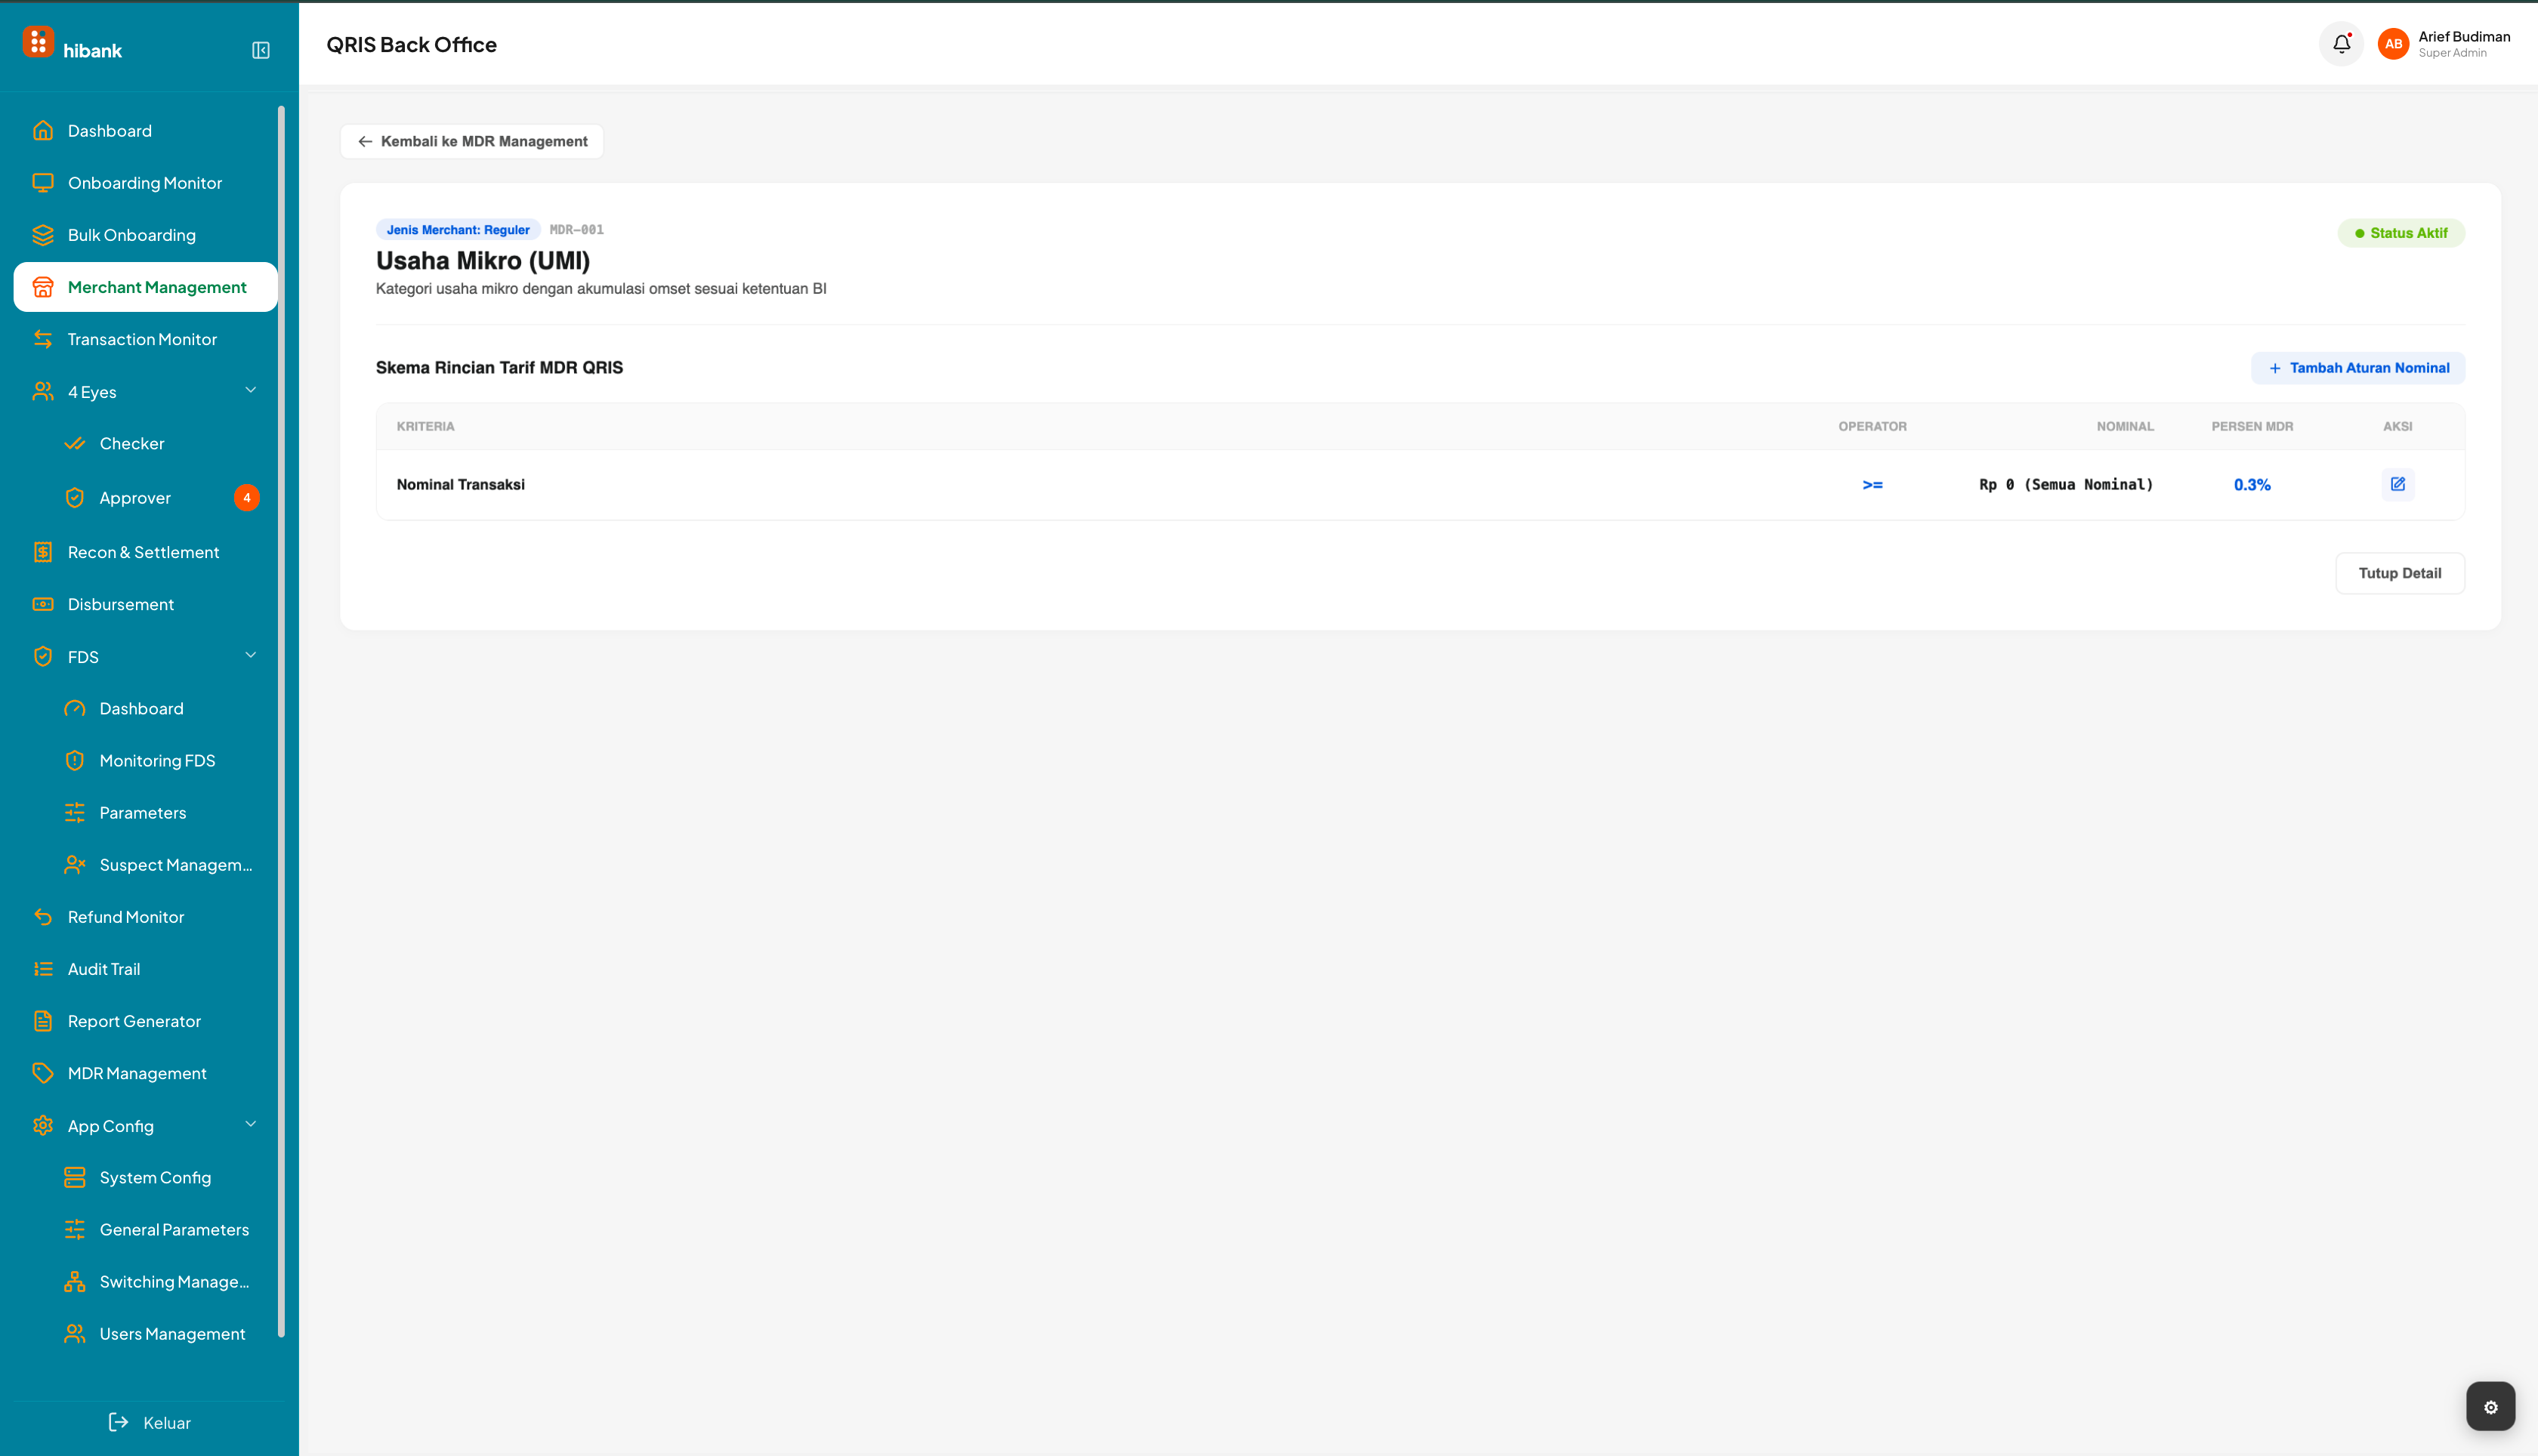 hibank
QRIS Back Office
AB
Arief Budiman
Super Admin
Dashboard
Onboarding Monitor
Bulk Onboarding
Merchant Management
Transaction Monitor
4 Eyes
Checker
Approver 4
Recon & Settlement
Disbursement
FDS
Dashboard
Monitoring FDS
Parameters
Suspect Managem...
Refund Monitor
Audit Trail
Report Generator
MDR Management
App Config
System Config
General Parameters
Switching Manage...
Users Management
Keluar
← Kembali ke MDR Management
Jenis Merchant: Reguler MDR-001
Status Aktif
Usaha Mikro (UMI)
Kategori usaha mikro dengan akumulasi omset sesuai ketentuan BI
Skema Rincian Tarif MDR QRIS
+ Tambah Aturan Nominal
KRITERIA OPERATOR NOMINAL PERSEN MDR AKSI
Nominal Transaksi >= Rp 0 (Semua Nominal) 0.3%
Tutup Detail